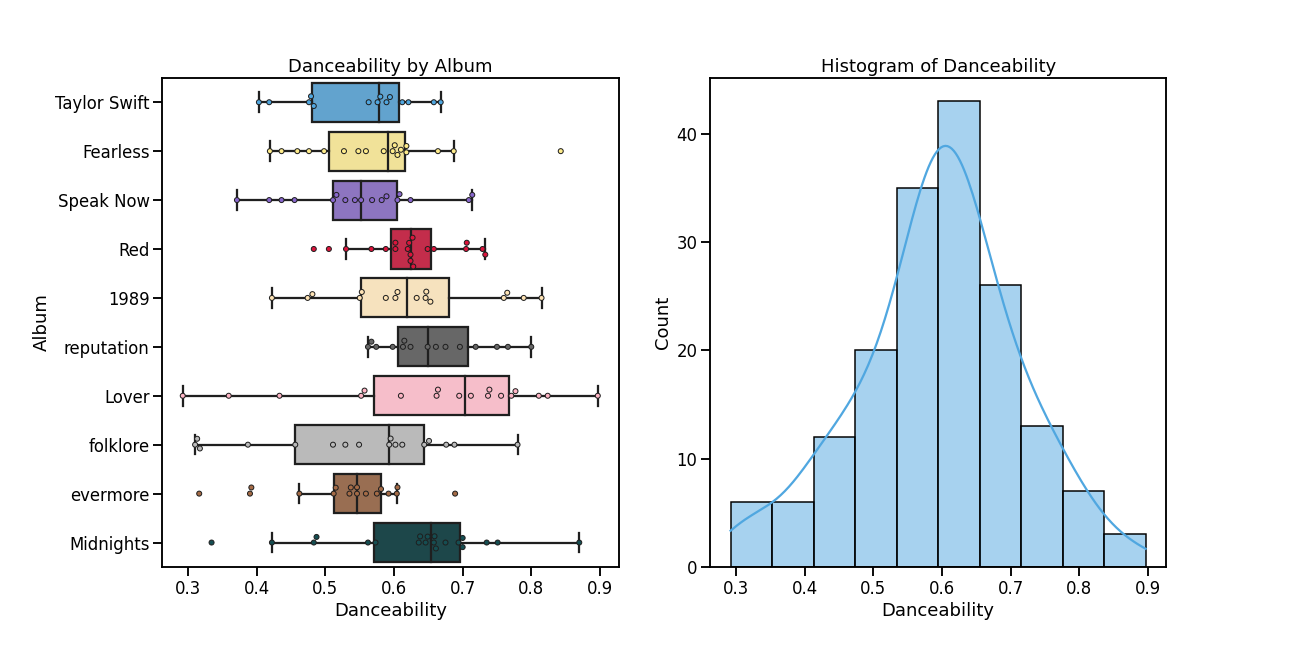 Danceability by Album
Album
Taylor Swift
Fearless
Speak Now
Red
1989
reputation
Lover
folklore
evermore
Midnights
0.3 0.4 0.5 0.6 0.7 0.8 0.9
Danceability
Histogram of Danceability
Count
40
30
20
10
0
0.3 0.4 0.5 0.6 0.7 0.8 0.9
Danceability